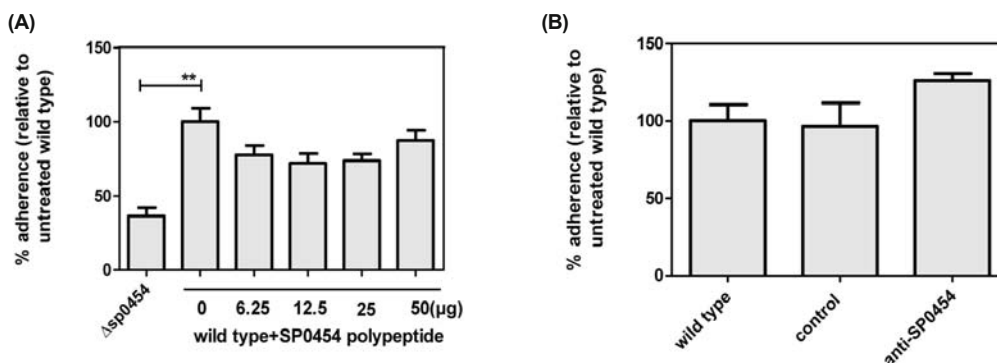 (A)
% adherence (relative to
untreated wild type)
150
100
50
0
**
Δsp0454
0 6.25 12.5 25 50(µg)
wild type+SP0454 polypeptide
(B)
% adherence (relative to
untreated wild type)
150
100
50
0
wild type
control
anti-SP0454